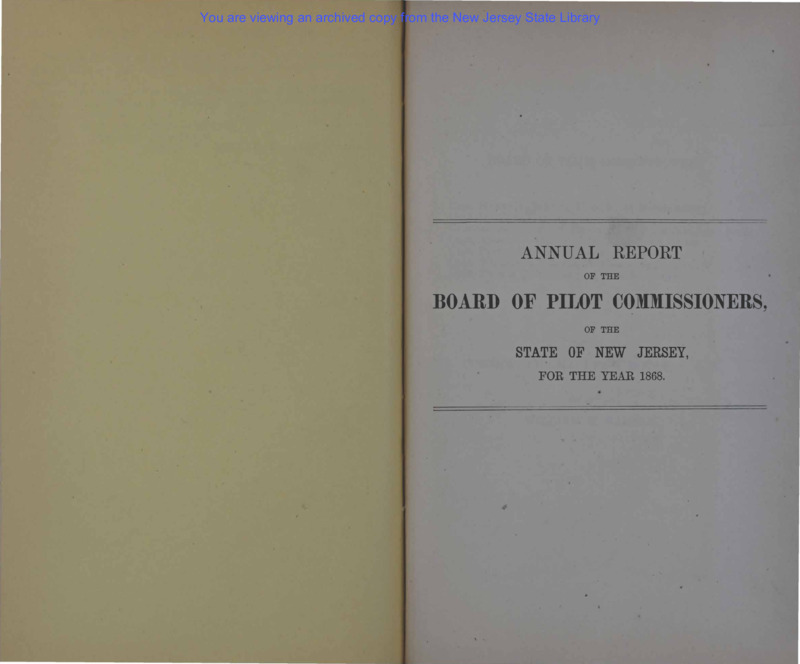 You are viewing an archived copy from the New Jersey State Library
ANNUAL REPORT
OF THE
BOARD OF PILOT COMMISSIONERS,
OF THE
STATE OF NEW JERSEY,
FOR THE YEAR 1868.